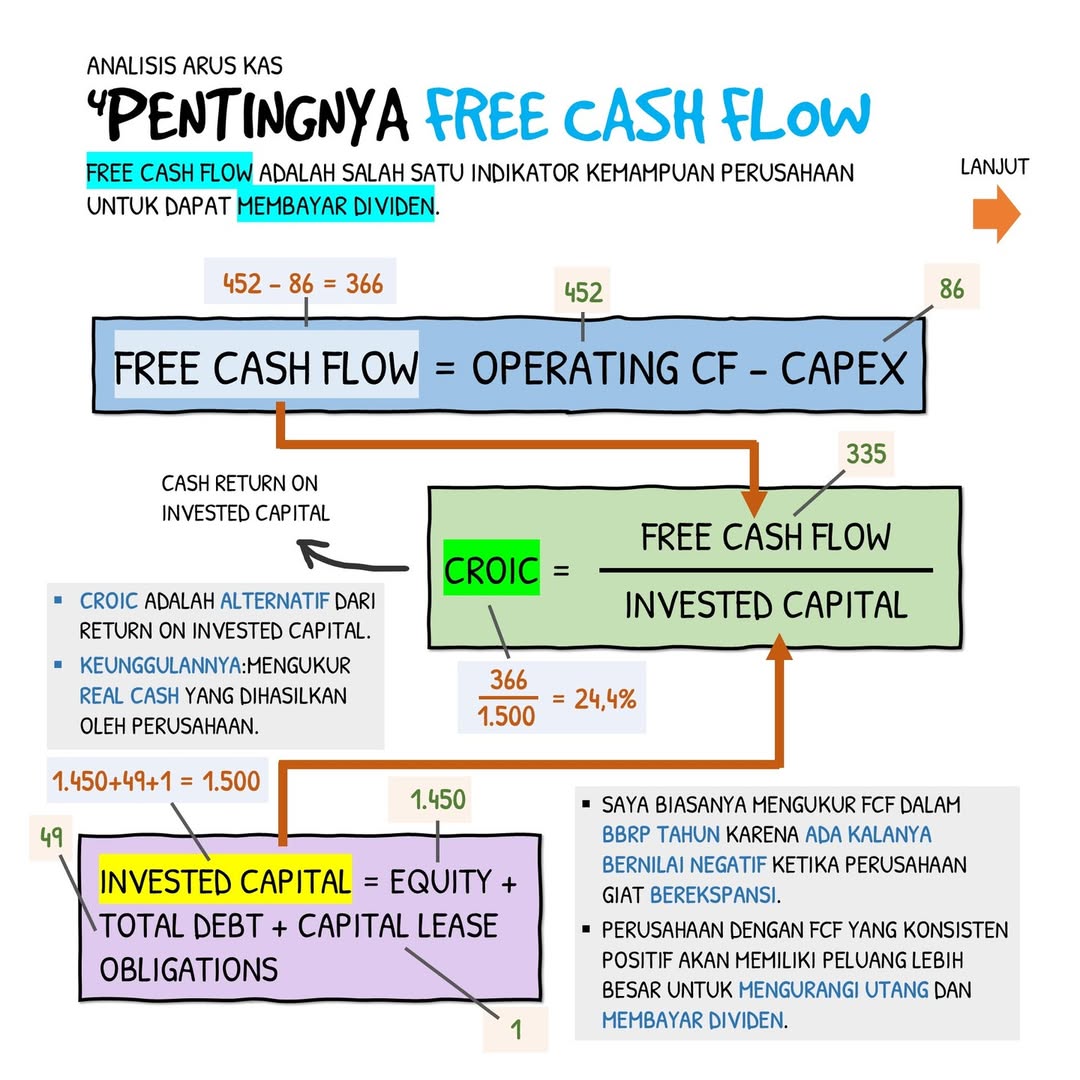 ANALISIS ARUS KAS
4PENTINGNYA FREE CASH FLOW
FREE CASH FLOW ADALAH SALAH SATU INDIKATOR KEMAMPUAN PERUSAHAAN
UNTUK DAPAT MEMBAYAR DIVIDEN.
LANJUT
452 – 86 = 366
452
86
FREE CASH FLOW = OPERATING CF – CAPEX
335
CASH RETURN ON
INVESTED CAPITAL
CROIC =
FREE CASH FLOW
INVESTED CAPITAL
366
1.500
= 24,4%
▪ CROIC ADALAH ALTERNATIF DARI
RETURN ON INVESTED CAPITAL.
▪ KEUNGGULANNYA:MENGUKUR
REAL CASH YANG DIHASILKAN
OLEH PERUSAHAAN.
1.450+49+1 = 1.500
1.450
49
INVESTED CAPITAL = EQUITY +
TOTAL DEBT + CAPITAL LEASE
OBLIGATIONS
1
▪ SAYA BIASANYA MENGUKUR FCF DALAM
BBRP TAHUN KARENA ADA KALANYA
BERNILAI NEGATIF KETIKA PERUSAHAAN
GIAT BEREKSPANSI.
▪ PERUSAHAAN DENGAN FCF YANG KONSISTEN
POSITIF AKAN MEMILIKI PELUANG LEBIH
BESAR UNTUK MENGURANGI UTANG DAN
MEMBAYAR DIVIDEN.